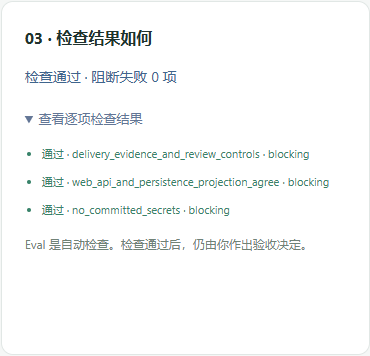 03 · 检查结果如何
检查通过 · 阻断失败 0 项
▼ 查看逐项检查结果
• 通过 · delivery_evidence_and_review_controls · blocking
• 通过 · web_api_and_persistence_projection_agree · blocking
• 通过 · no_committed_secrets · blocking
Eval 是自动检查。检查通过后，仍由你作出验收决定。